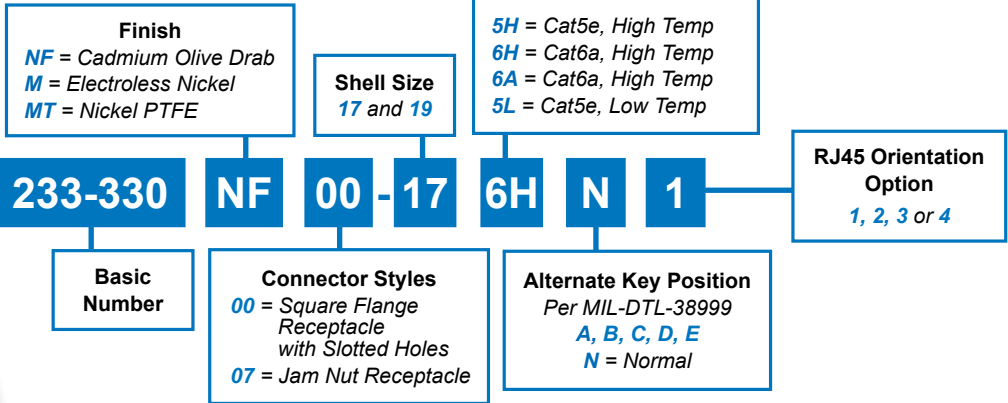 Finish
NF = Cadmium Olive Drab
M = Electroless Nickel
MT = Nickel PTFE
Shell Size
17 and 19
5H = Cat5e, High Temp
6H = Cat6a, High Temp
6A = Cat6a, High Temp
5L = Cat5e, Low Temp
RJ45 Orientation
Option
1, 2, 3 or 4
233-330 NF 00 - 17 6H N 1
Basic
Number
Connector Styles
00 = Square Flange
Receptacle
with Slotted Holes
07 = Jam Nut Receptacle
Alternate Key Position
Per MIL-DTL-38999
A, B, C, D, E
N = Normal